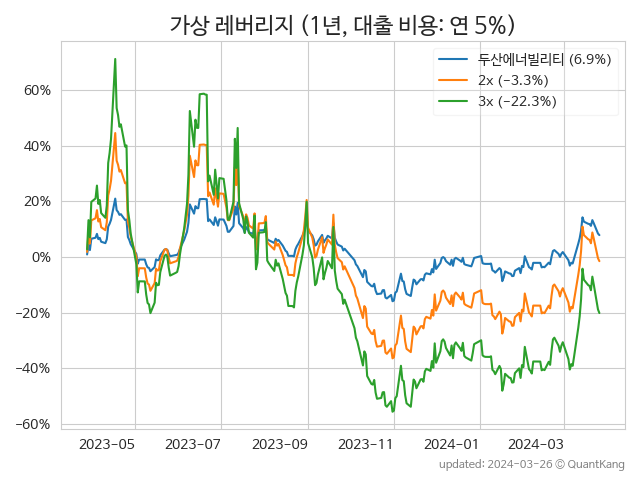 가상 레버리지 (1년, 대출 비용: 연 5%)
두산에너빌리티 (6.9%)
2x (−3.3%)
3x (−22.3%)
60%
40%
20%
0%
−20%
−40%
−60%
2023-05 2023-07 2023-09 2023-11 2024-01 2024-03
updated: 2024-03-26 © QuantKang